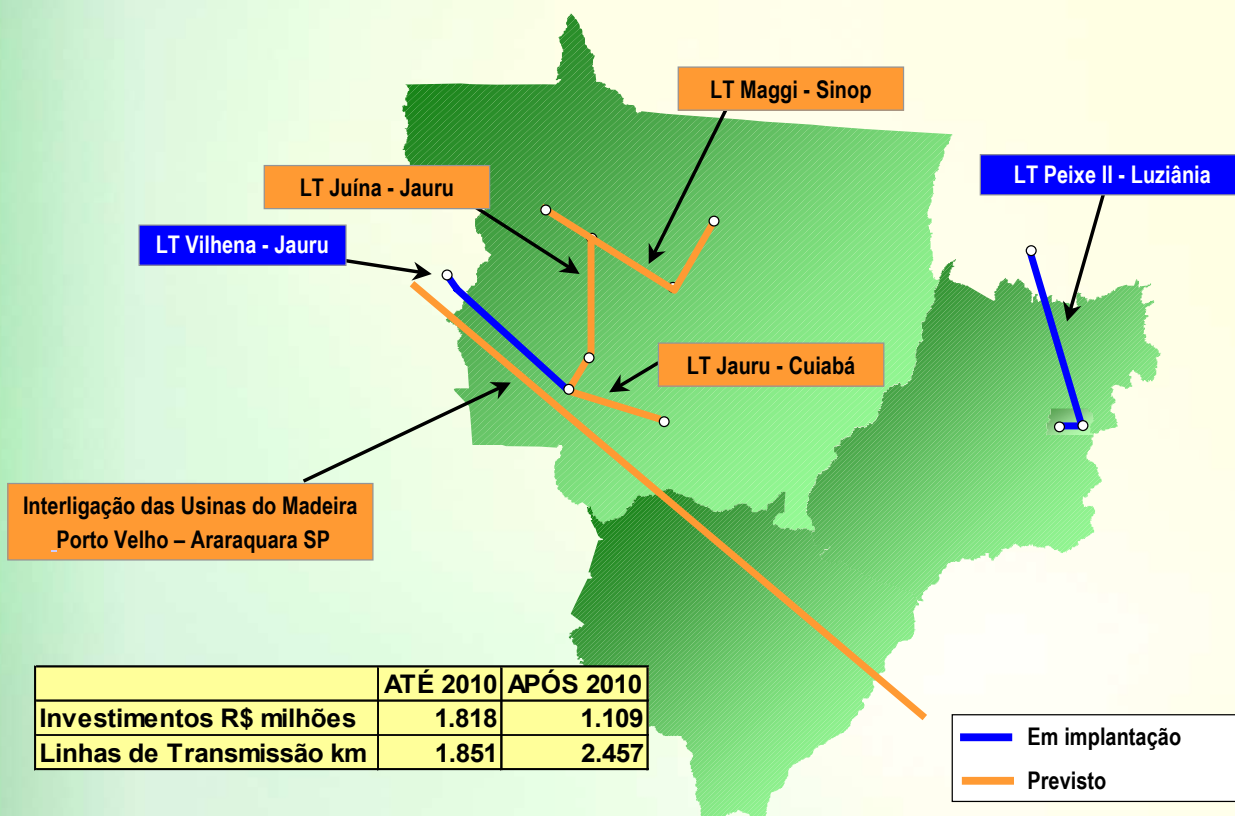 LT Maggi - Sinop
LT Juína - Jauru
LT Peixe II - Luziânia
LT Vilhena - Jauru
LT Jauru - Cuiabá
Interligação das Usinas do Madeira
Porto Velho – Araraquara SP
ATÉ 2010 APÓS 2010
Investimentos R$ milhões 1.818 1.109
Linhas de Transmissão km 1.851 2.457
Em implantação
Previsto